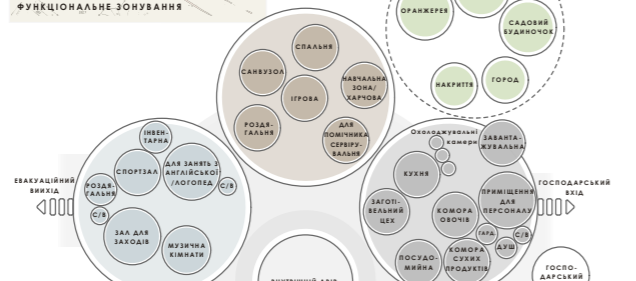 ФУНКЦІОНАЛЬНЕ ЗОНУВАННЯ
ОРАНЖЕРЕЯ
САДОВИЙ
БУДИНОЧОК
НАКРИТТЯ
ГОРОД
СПАЛЬНЯ
САНВУЗОЛ
НАВЧАЛЬНА
ЗОНА/
ХАРЧОВА
ІГРОВА
РОЗДЯ-
ГАЛЬНЯ
ДЛЯ
ПОМІЧНИКА
СЕРВІРУ-
ВАЛЬНЯ
ІНВЕН-
ТАРНА
СПОРТЗАЛ
ДЛЯ ЗАНЯТЬ З
АНГЛІЙСЬКОЇ
/ЛОГОПЕД
С/В
РОЗДЯ-
ГАЛЬНЯ
С/В
ЗАЛ ДЛЯ
ЗАХОДІВ
МУЗИЧНА
КІМНАТИ
ЕВАКУАЦІЙНИЙ
ВИХІД
Охолоджувальні
камери
ЗАВАНТА-
ЖУВАЛЬНА
КУХНЯ
ЗАГОТІ-
ВЕЛЬНИЙ
ЦЕХ
КОМОРА
ОВОЧІВ
ПРИМІЩЕННЯ
ДЛЯ
ПЕРСОНАЛУ
ГАРД.
С/В
ДУШ
ПОСУДО-
МИЙНА
КОМОРА
СУХИХ
ПРОДУКТІВ
ГОСПОДАРСЬКИЙ
ВХІД
ГОСПО-
ДАРСЬКИЙ